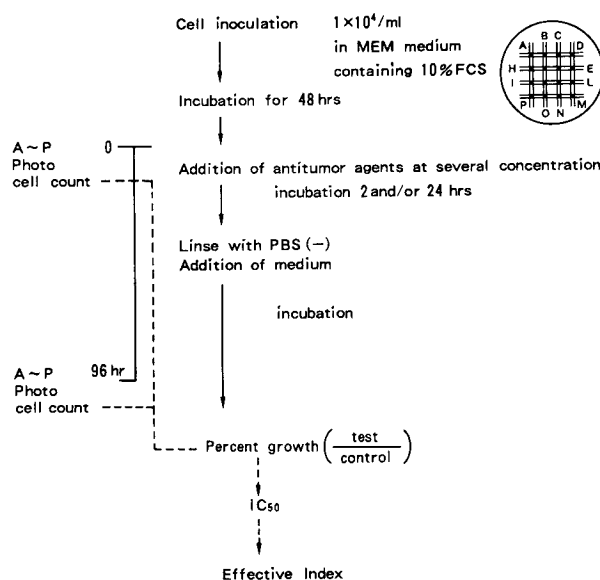 Cell inoculation 1×10⁴/ml
in MEM medium
containing 10%FCS
A B C D
H E
I L
P O N M
Incubation for 48 hrs
A～P 0
Photo
cell count
Addition of antitumor agents at several concentration
incubation 2 and/or 24 hrs
Linse with PBS (−)
Addition of medium
incubation
A～P 96 hr
Photo
cell count
Percent growth (test/control)
IC₅₀
Effective Index